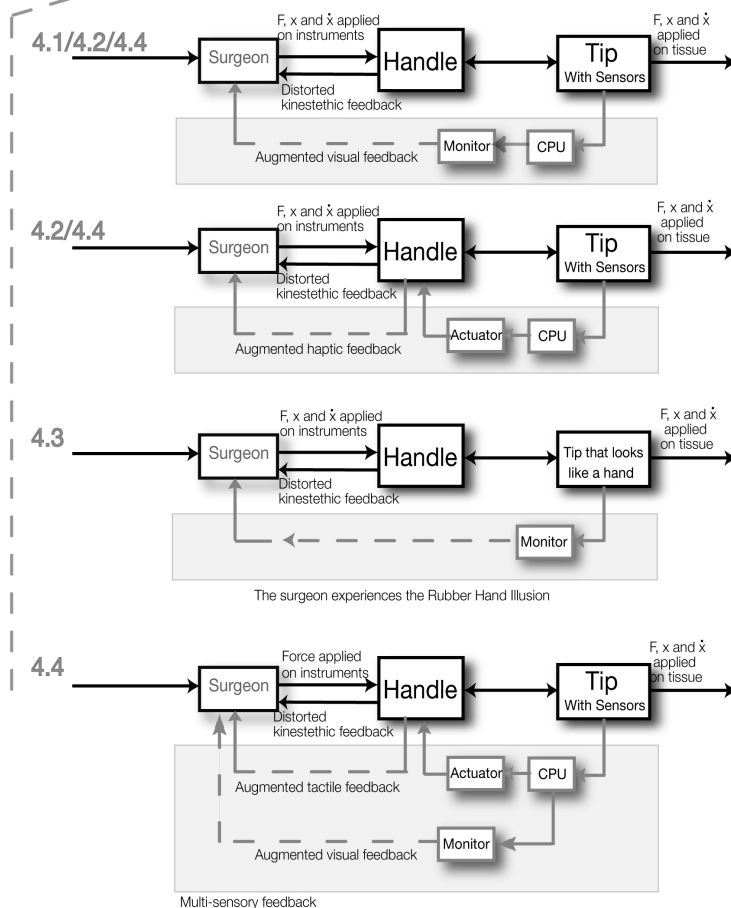 4.1/4.2/4.4
Surgeon
F, x and ẋ applied
on instruments
Distorted
kinestethic feedback
Handle
Tip
With Sensors
F, x and ẋ
applied
on tissue
Augmented visual feedback
Monitor
CPU
4.2/4.4
Surgeon
F, x and ẋ applied
on instruments
Distorted
kinestethic feedback
Handle
Tip
With Sensors
F, x and ẋ
applied
on tissue
Augmented haptic feedback
Actuator
CPU
4.3
Surgeon
F, x and ẋ applied
on instruments
Distorted
kinestethic feedback
Handle
Tip that looks
like a hand
F, x and ẋ
applied
on tissue
Monitor
The surgeon experiences the Rubber Hand Illusion
4.4
Surgeon
Force applied
on instruments
Distorted
kinestethic feedback
Handle
Tip
With Sensors
F, x and ẋ
applied
on tissue
Augmented tactile feedback
Actuator
CPU
Augmented visual feedback
Monitor
Multi-sensory feedback